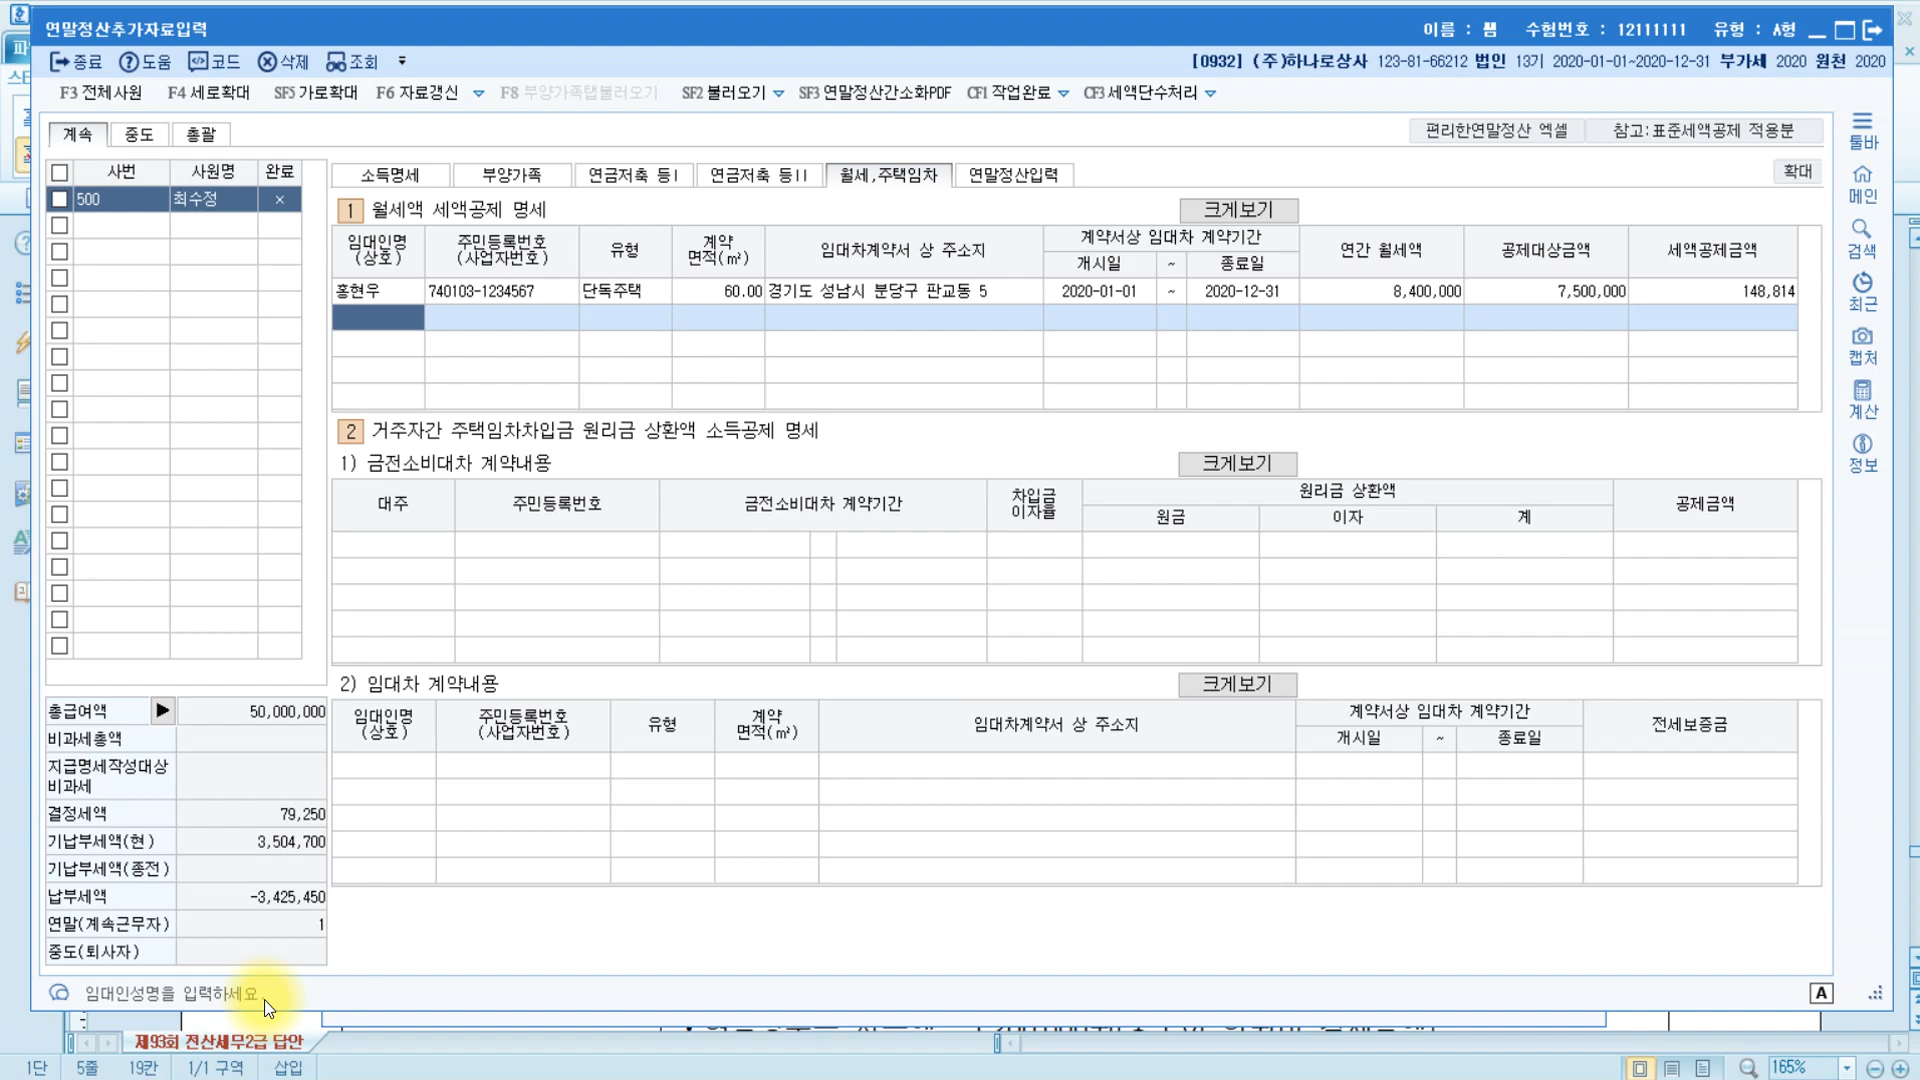 연말정산추가자료입력 이름 : 봄 수험번호 : 12111111 유형 : A형
종료 도움 코드 삭제 조회 [0932] (주)하나로상사 123-81-66212 법인 13기 2020-01-01~2020-12-31 부가세 2020 원천 2020
F3 전체사원 F4 세로확대 SF5 가로확대 F6 자료갱신 F8 부양가족탭불러오기 SF2 불러오기 SF3 연말정산간소화PDF CF1 작업완료 CF3 세액단수처리
계속 중도 총괄 편리한연말정산 엑셀 참고:표준세액공제 적용분
툴바
메인
검색
최근
캡처
계산
정보
사번 사원명 완료
500 최수정 ×
소득명세 부양가족 연금저축 등I 연금저축 등II 월세,주택임차 연말정산입력 확대
1 월세액 세액공제 명세 크게보기
임대인명 (상호) 주민등록번호 (사업자번호) 유형 계약 면적(㎡) 임대차계약서 상 주소지 계약서상 임대차 계약기간 연간 월세액 공제대상금액 세액공제금액
개시일 ~ 종료일
홍현우 740103-1234567 단독주택 60.00 경기도 성남시 분당구 판교동 5 2020-01-01 ~ 2020-12-31 8,400,000 7,500,000 148,814
2 거주자간 주택임차차입금 원리금 상환액 소득공제 명세
1) 금전소비대차 계약내용 크게보기
대주 주민등록번호 금전소비대차 계약기간 차입금 이자율 원리금 상환액 공제금액
원금 이자 계
2) 임대차 계약내용 크게보기
임대인명 (상호) 주민등록번호 (사업자번호) 유형 계약 면적(㎡) 임대차계약서 상 주소지 계약서상 임대차 계약기간 전세보증금
개시일 ~ 종료일
총급여액 50,000,000
비과세총액
지급명세작성대상
비과세
결정세액 79,250
기납부세액(현) 3,504,700
기납부세액(종전)
납부세액 -3,425,450
연말(계속근무자) 1
중도(퇴사자)
임대인성명을 입력하세요. A
제93회 전산세무2급 답안
1단 5줄 19칸 1/1 구역 삽입 165%